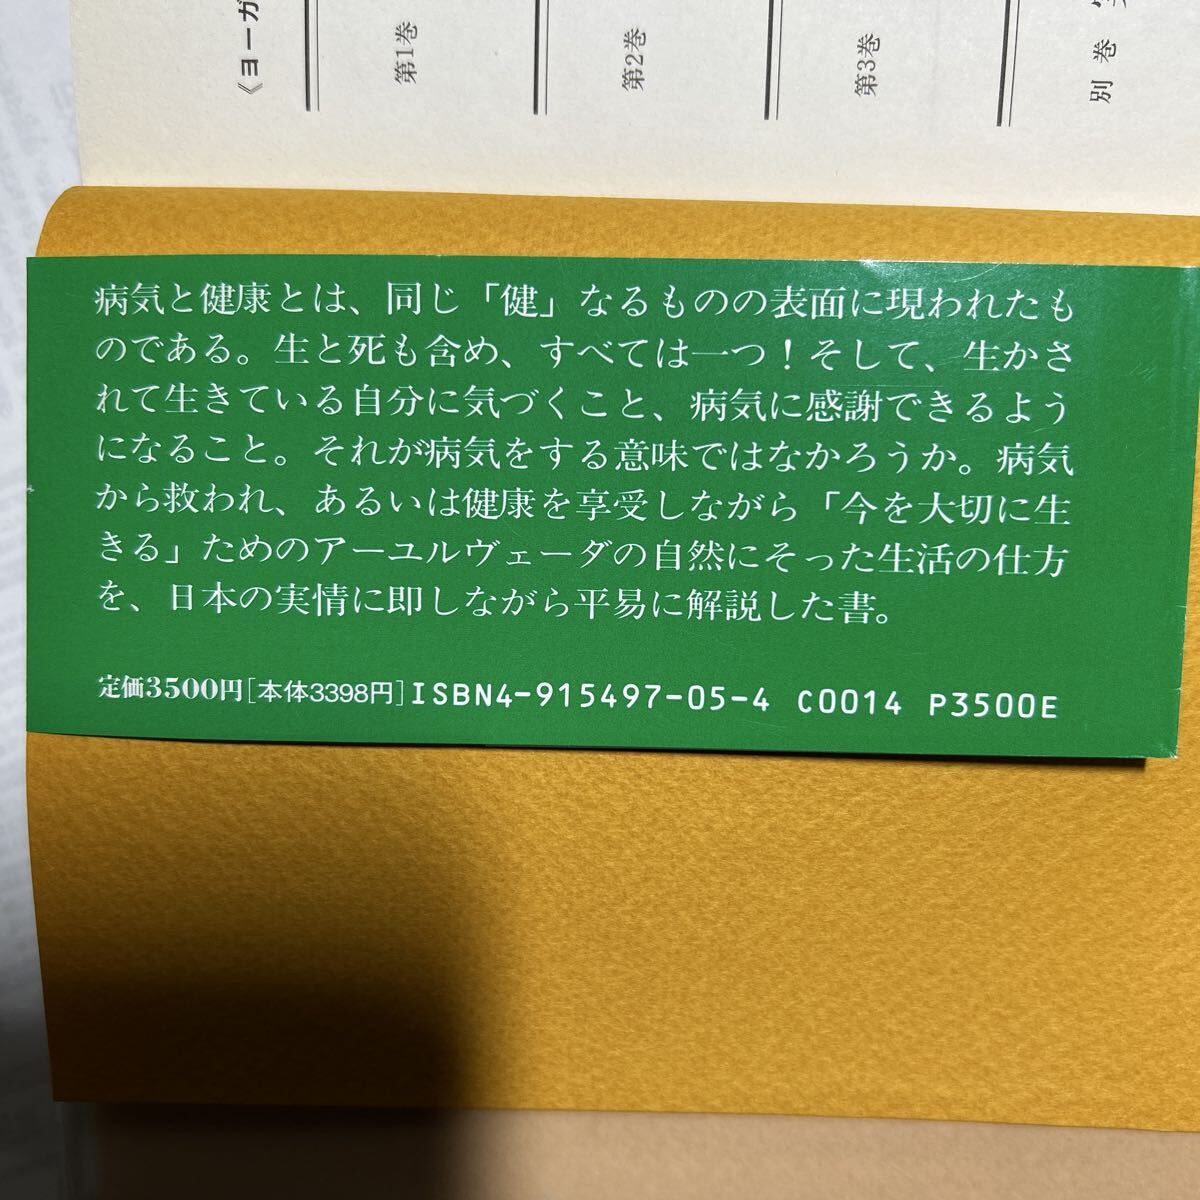 《ヨーガ
第1巻
第2巻
第3巻
別巻
病気と健康とは、同じ「健」なるものの表面に現われたも
のである。生と死も含め、すべては一つ！そして、生かさ
れて生きている自分に気づくこと、病気に感謝できるよう
になること。それが病気をする意味ではなかろうか。病気
から救われ、あるいは健康を享受しながら「今を大切に生
きる」ためのアーユルヴェーダの自然にそった生活の仕方
を、日本の実情に即しながら平易に解説した書。
定価3500円[本体3398円]ISBN4-915497-05-4 C0014 P3500E